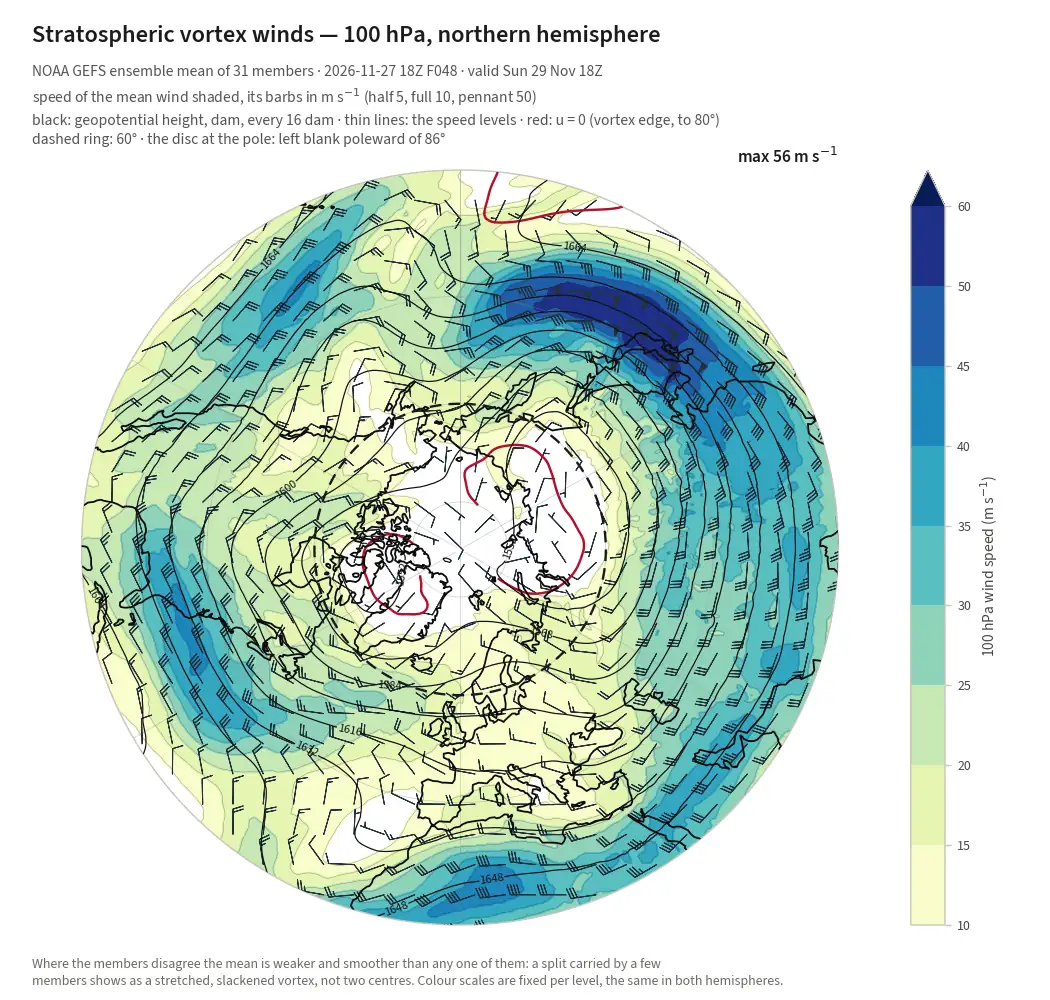 Stratospheric vortex winds — 100 hPa, northern hemisphere
NOAA GEFS ensemble mean of 31 members · 2026-11-27 18Z F048 · valid Sun 29 Nov 18Z
speed of the mean wind shaded, its barbs in m s⁻¹ (half 5, full 10, pennant 50)
black: geopotential height, dam, every 16 dam · thin lines: the speed levels · red: u = 0 (vortex edge, to 80°)
dashed ring: 60° · the disc at the pole: left blank poleward of 86°
max 56 m s⁻¹
60
50
45
40
35
30
25
20
15
10
100 hPa wind speed (m s⁻¹)
1664
1664
1600
1584
1616
1632
1648
1648
Where the members disagree the mean is weaker and smoother than any one of them: a split carried by a few
members shows as a stretched, slackened vortex, not two centres. Colour scales are fixed per level, the same in both hemispheres.